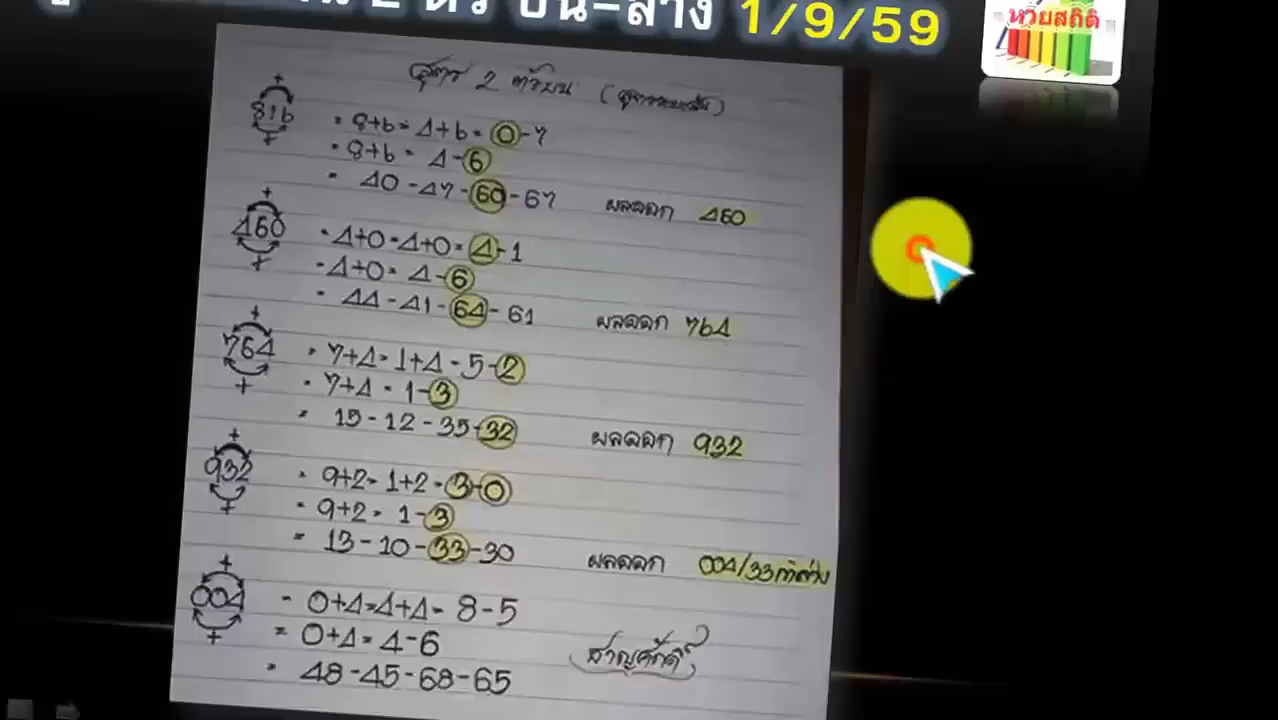 2 ตัว บน-ล่าง 1/9/59
หวยสถิติ
สูตร 2 ตัวบน
+
816 = 8+6 = 4+6 = 0-7
+ = 8+6 = 4-6
= 40-47-60-67 ผลออก 460
+
460 = 4+0 = 4+0 = 4-1
+ = 4+0 = 4-6
= 44-41-64-61 ผลออก 764
+
764 = 7+4 = 1+4 = 5-2
+ = 7+4 = 1-3
= 15-12-35-32 ผลออก 932
+
932 = 9+2 = 1+2 = 3-0
+ = 9+2 = 1-3
= 13-10-33-30 ผลออก 004/33
+
004 = 0+4=4+4= 8-5
+ = 0+4= 4-6
= 48-45-68-65